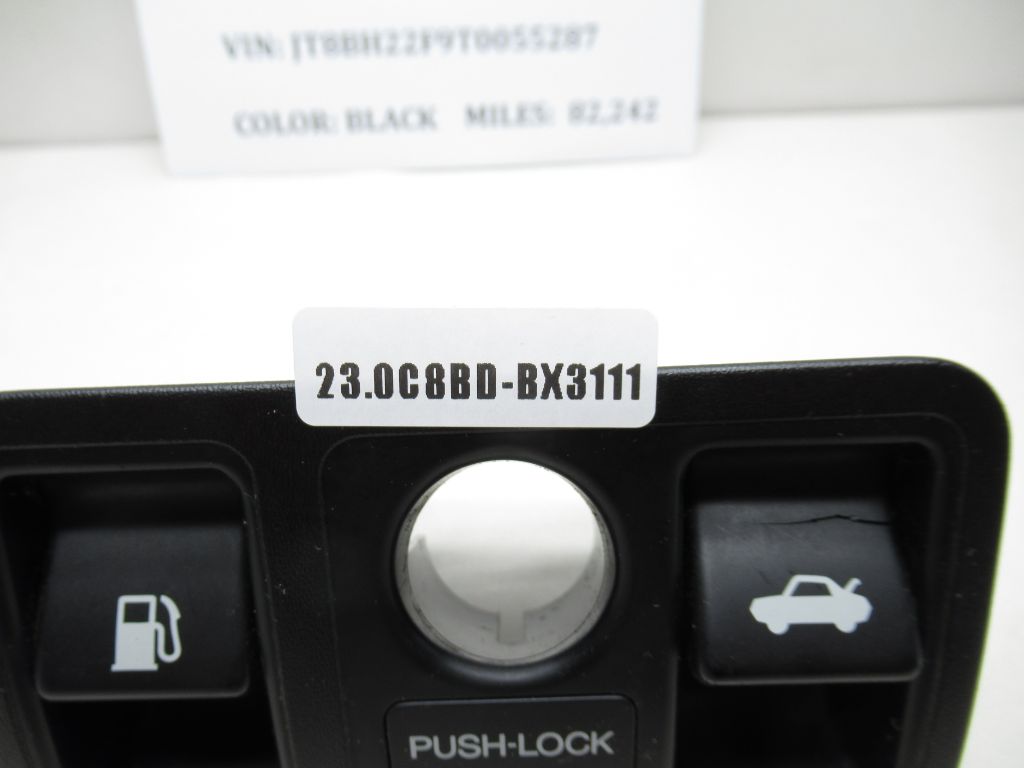 VIN: JT8BH22F9T0055287
COLOR: BLACK MILES: 82,242
23.0C8BD-BX3111
PUSH-LOCK